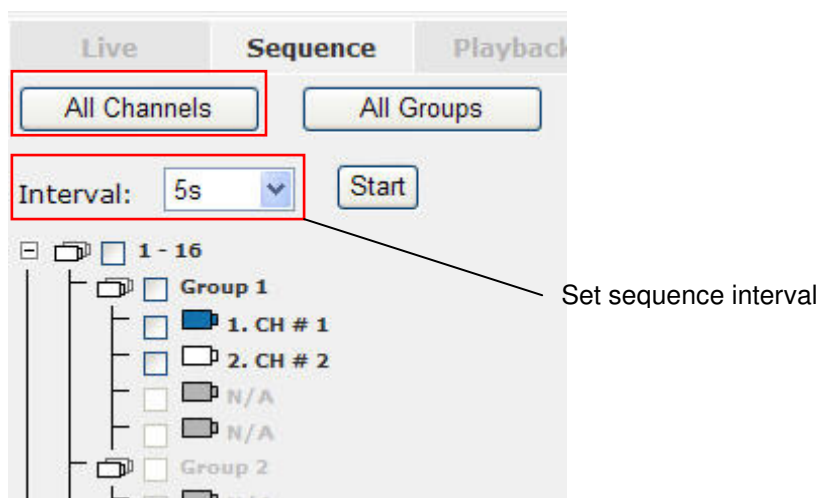 Live Sequence Playback
All Channels All Groups
Interval: 5s Start
1 - 16
Group 1
Set sequence interval
1. CH # 1
2. CH # 2
N/A
N/A
Group 2